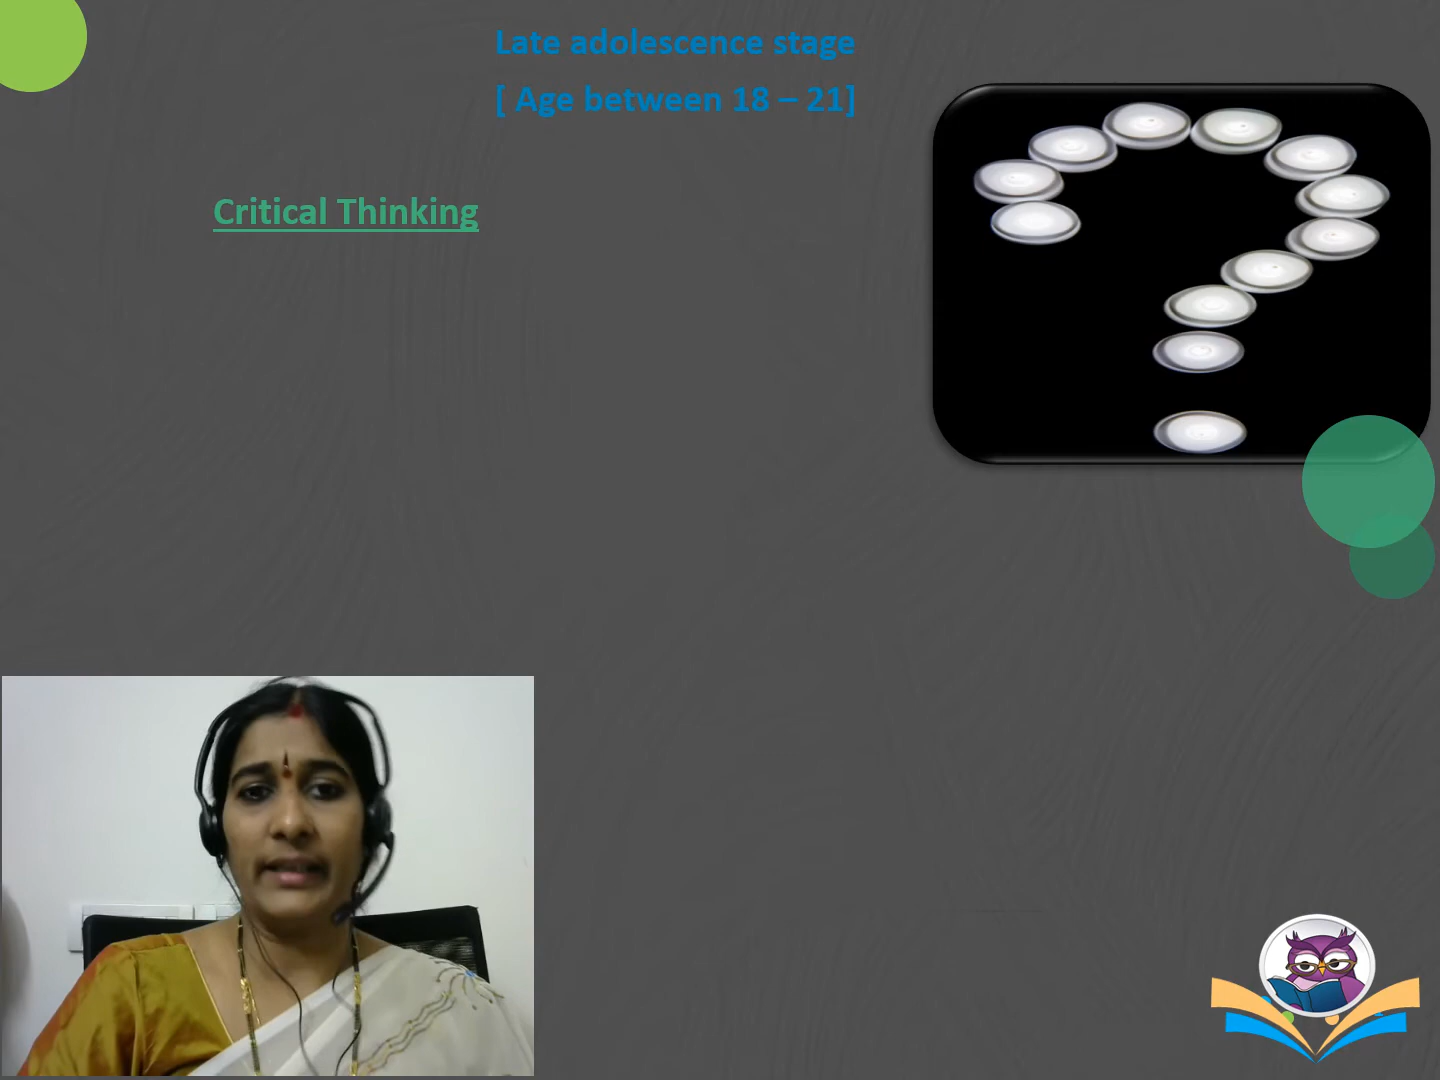 Late adolescence stage
[ Age between 18 – 21]
Critical Thinking